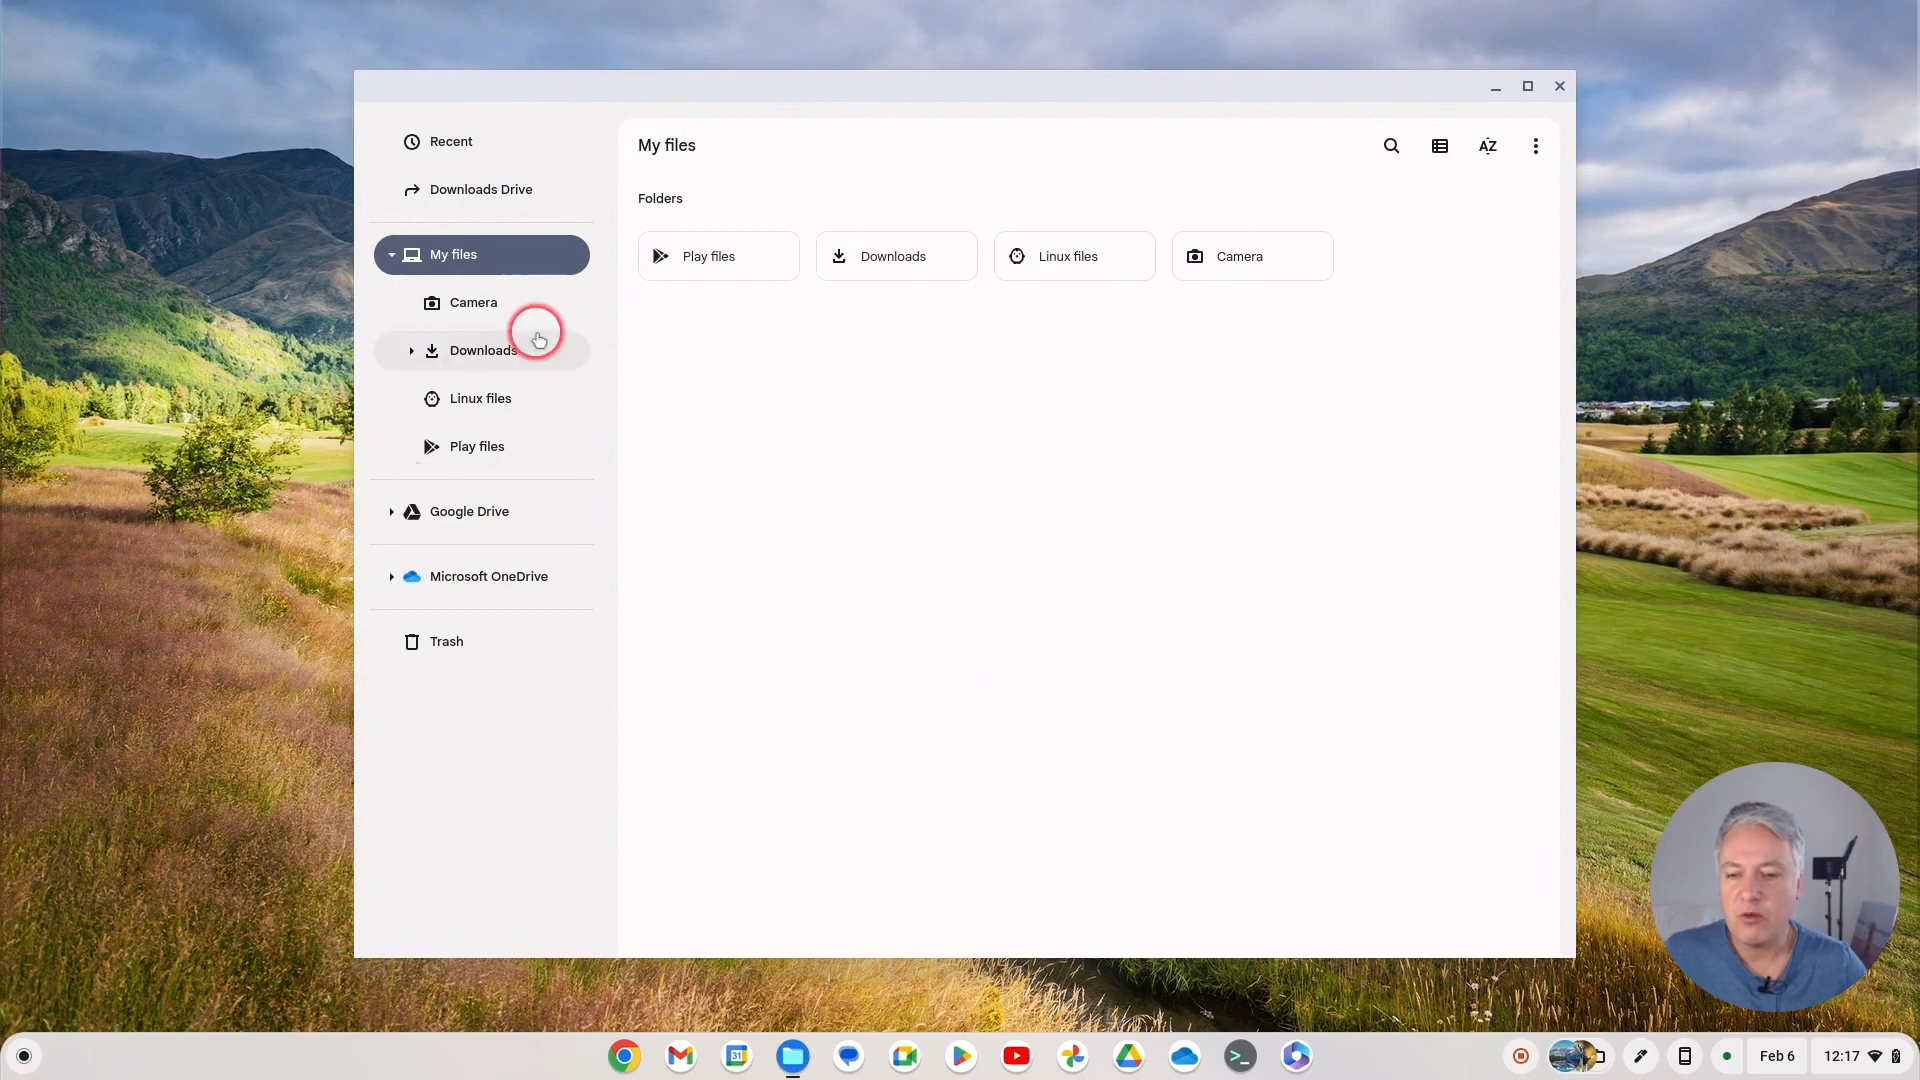 Recent
Downloads Drive
My files
Camera
Downloads
Linux files
Play files
Google Drive
Microsoft OneDrive
Trash
My files
AZ
Folders
Play files
Downloads
Linux files
Camera
31
Feb 6
12:17